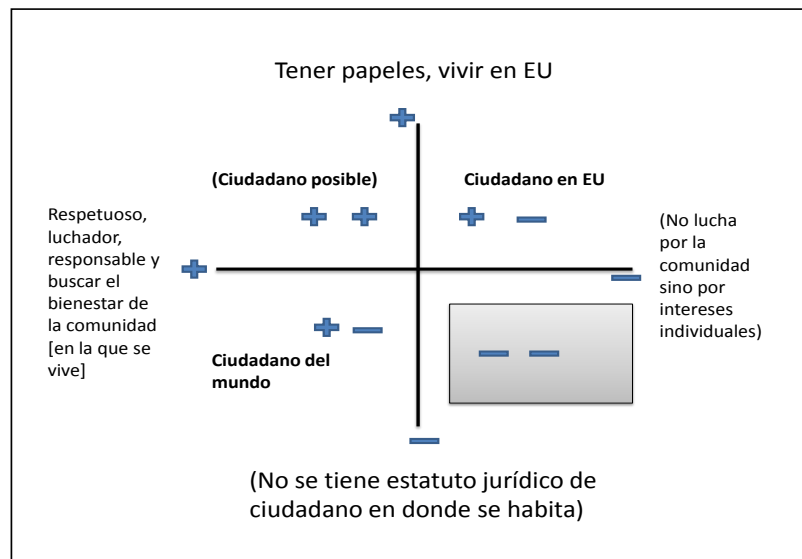 Tener papeles, vivir en EU
(Ciudadano posible)
Ciudadano en EU
Respetuoso,
luchador,
responsable y
buscar el
bienestar de
la comunidad
[en la que se
vive]
(No lucha
por la
comunidad
sino por
intereses
individuales)
Ciudadano del
mundo
(No se tiene estatuto jurídico de
ciudadano en donde se habita)